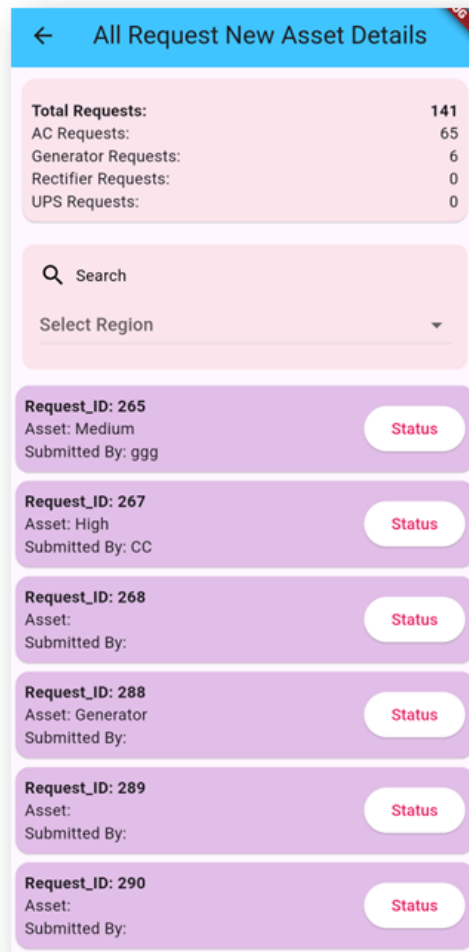 All Request New Asset Details
Total Requests: 141
AC Requests: 65
Generator Requests: 6
Rectifier Requests: 0
UPS Requests: 0
Search
Select Region
Request_ID: 265
Asset: Medium
Submitted By: ggg
Status
Request_ID: 267
Asset: High
Submitted By: CC
Status
Request_ID: 268
Asset:
Submitted By:
Status
Request_ID: 288
Asset: Generator
Submitted By:
Status
Request_ID: 289
Asset:
Submitted By:
Status
Request_ID: 290
Asset:
Submitted By:
Status